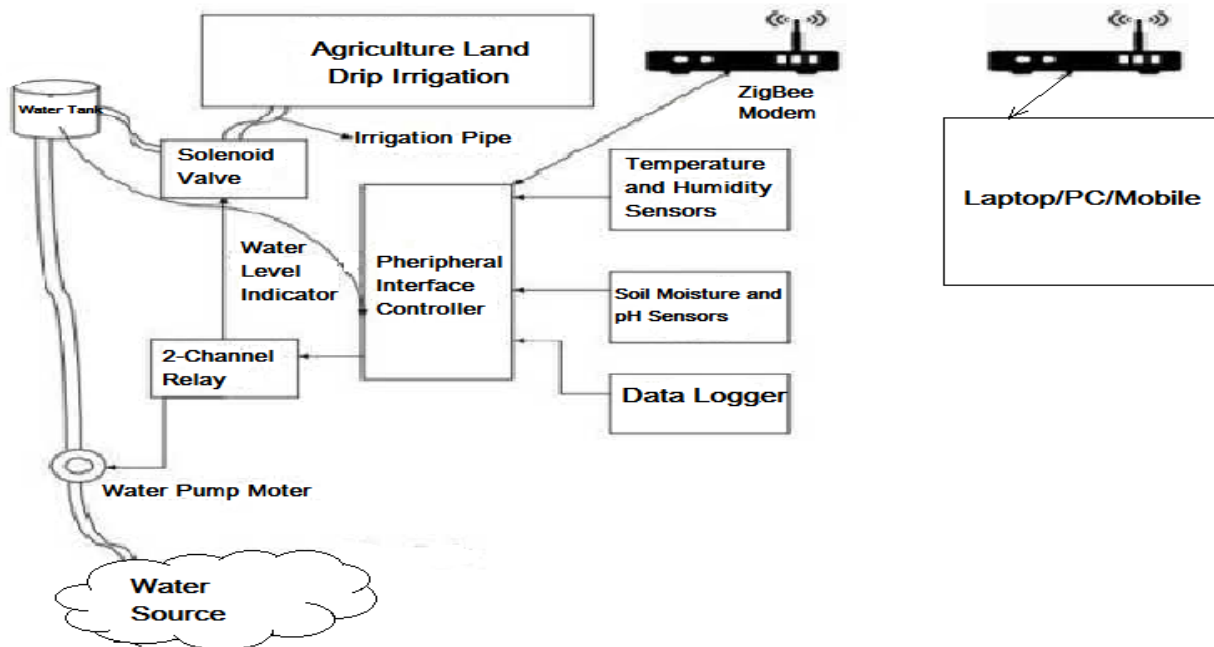 Agriculture Land
Drip Irrigation
Water Tank
ZigBee
Modem
Irrigation Pipe
Solenoid
Valve
Temperature
and Humidity
Sensors
Laptop/PC/Mobile
Water
Level
Indicator
Pheripheral
Interface
Controller
Soil Moisture and
pH Sensors
2-Channel
Relay
Data Logger
Water Pump Moter
Water
Source